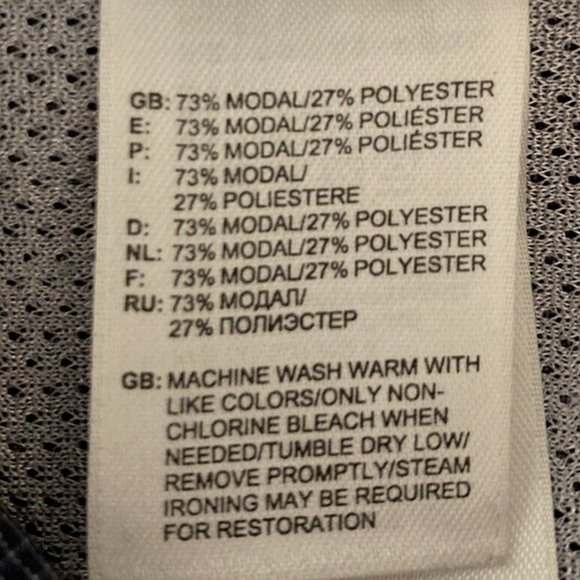 GB: 73% MODAL/27% POLYESTER
E: 73% MODAL/27% POLIÉSTER
P: 73% MODAL/27% POLIÉSTER
I: 73% MODAL/
27% POLIESTERE
D: 73% MODAL/27% POLYESTER
NL: 73% MODAL/27% POLYESTER
F: 73% MODAL/27% POLYESTER
RU: 73% МОДАЛ/
27% ПОЛИЭСТЕР
GB: MACHINE WASH WARM WITH
LIKE COLORS/ONLY NON-
CHLORINE BLEACH WHEN
NEEDED/TUMBLE DRY LOW/
REMOVE PROMPTLY/STEAM
IRONING MAY BE REQUIRED
FOR RESTORATION